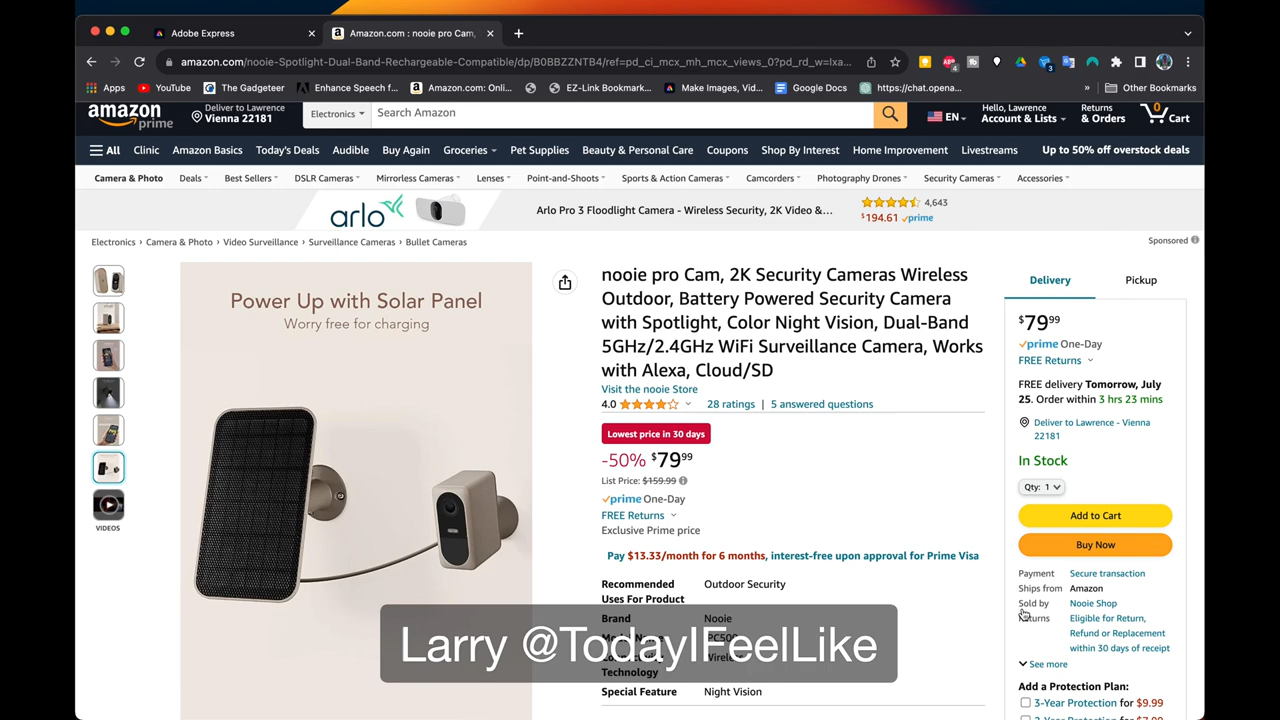 Adobe Express
Amazon.com : nooie pro Cam,
amazon.com/nooie-Spotlight-Dual-Band-Rechargeable-Compatible/dp/B0BBZZNTB4/ref=pd_ci_mcx_mh_mcx_views_0?pd_rd_w=lxa...
Apps
YouTube
The Gadgeteer
Enhance Speech f...
Amazon.com: Onli...
EZ-Link Bookmark...
Make Images, Vid...
Google Docs
https://chat.opena...
»
Other Bookmarks
amazon
prime
Deliver to Lawrence
Vienna 22181
Electronics
Search Amazon
EN
Hello, Lawrence
Account & Lists
Returns
& Orders
0
Cart
All
Clinic
Amazon Basics
Today's Deals
Audible
Buy Again
Groceries
Pet Supplies
Beauty & Personal Care
Coupons
Shop By Interest
Home Improvement
Livestreams
Up to 50% off overstock deals
Camera & Photo
Deals
Best Sellers
DSLR Cameras
Mirrorless Cameras
Lenses
Point-and-Shoots
Sports & Action Cameras
Camcorders
Photography Drones
Security Cameras
Accessories
arlo
Arlo Pro 3 Floodlight Camera - Wireless Security, 2K Video &...
4,643
$194.61 prime
Electronics › Camera & Photo › Video Surveillance › Surveillance Cameras › Bullet Cameras
Sponsored
VIDEOS
Power Up with Solar Panel
Worry free for charging
nooie pro Cam, 2K Security Cameras Wireless
Outdoor, Battery Powered Security Camera
with Spotlight, Color Night Vision, Dual-Band
5GHz/2.4GHz WiFi Surveillance Camera, Works
with Alexa, Cloud/SD
Visit the nooie Store
4.0
28 ratings | 5 answered questions
Lowest price in 30 days
-50% $79 99
List Price: $159.99
prime One-Day
FREE Returns
Exclusive Prime price
Pay $13.33/month for 6 months, interest-free upon approval for Prime Visa
Recommended Outdoor Security
Uses For Product
Brand Nooie
Technology
Special Feature Night Vision
Delivery
Pickup
$79 99
prime One-Day
FREE Returns
FREE delivery Tomorrow, July
25. Order within 3 hrs 23 mins
Deliver to Lawrence - Vienna
22181
In Stock
Qty: 1
Add to Cart
Buy Now
Payment Secure transaction
Ships from Amazon
Sold by Nooie Shop
Returns Eligible for Return,
Refund or Replacement
within 30 days of receipt
See more
Add a Protection Plan:
3-Year Protection for $9.99
Larry @TodayIFeelLike